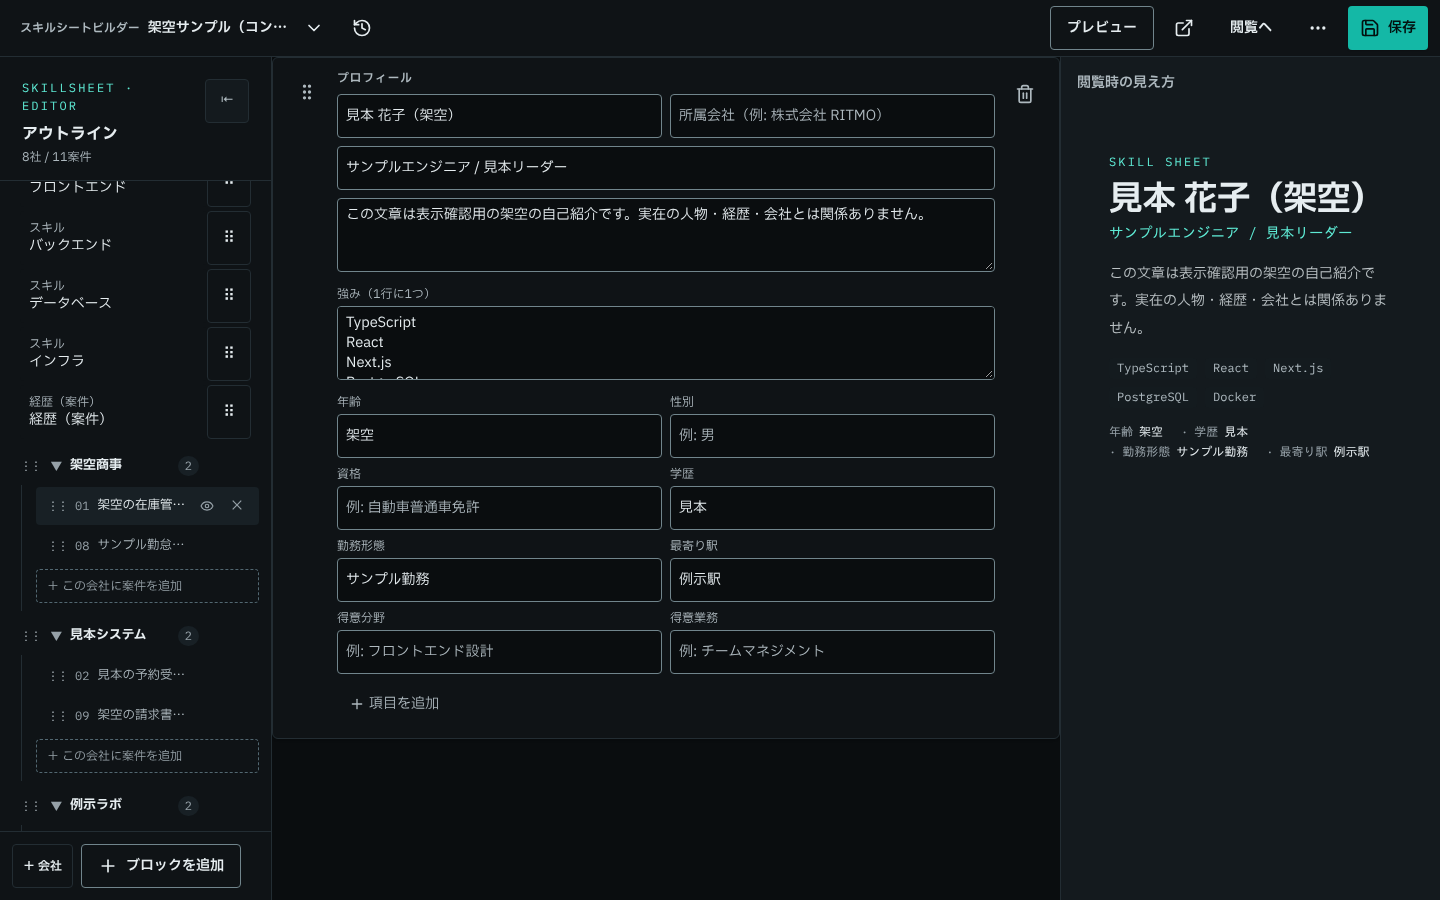 スキルシートビルダー 架空サンプル（コン…
プレビュー
閲覧へ
保存
SKILLSHEET ·
EDITOR
アウトライン
8社 / 11案件
フロントエンド
スキル
バックエンド
スキル
データベース
スキル
インフラ
経歴（案件）
経歴（案件）
▼ 架空商事 2
01 架空の在庫管…
08 サンプル勤怠…
+ この会社に案件を追加
▼ 見本システム 2
02 見本の予約受…
09 架空の請求書…
+ この会社に案件を追加
▼ 例示ラボ 2
+ 会社
+ ブロックを追加
プロフィール
見本 花子（架空）
所属会社（例: 株式会社 RITMO）
サンプルエンジニア / 見本リーダー
この文章は表示確認用の架空の自己紹介です。実在の人物・経歴・会社とは関係ありません。
強み（1行に1つ）
TypeScript
React
Next.js
PostgreSQL
年齢 性別
架空 例: 男
資格 学歴
例: 自動車普通車免許 見本
勤務形態 最寄り駅
サンプル勤務 例示駅
得意分野 得意業務
例: フロントエンド設計 例: チームマネジメント
+ 項目を追加
閲覧時の見え方
SKILL SHEET
見本 花子（架空）
サンプルエンジニア / 見本リーダー
この文章は表示確認用の架空の自己紹介で
す。実在の人物・経歴・会社とは関係ありま
せん。
TypeScript React Next.js
PostgreSQL Docker
年齢 架空 · 学歴 見本
· 勤務形態 サンプル勤務 · 最寄り駅 例示駅